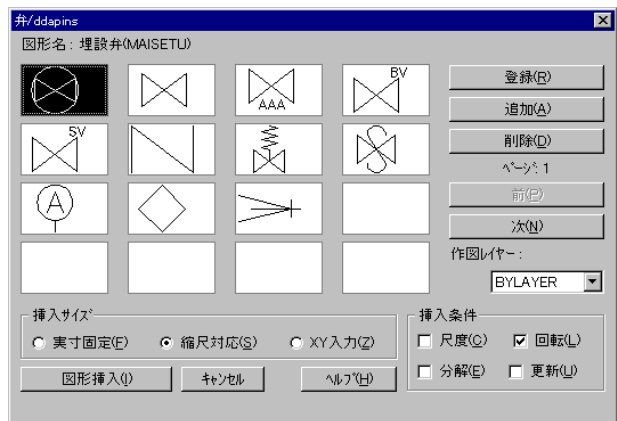 弁/ddapins
図形名 : 埋設弁(MAISETU)
BV
AAA
SV
A
登録(R)
追加(A)
削除(D)
ﾍﾟｰｼﾞ: 1
前(P)
次(N)
作図ﾚｲﾔｰ :
BYLAYER
挿入ｻｲｽﾞ
実寸固定(F)
縮尺対応(S)
XY入力(Z)
挿入条件
尺度(C)
回転(L)
分解(E)
更新(U)
図形挿入(I)
ｷｬﾝｾﾙ
ﾍﾙﾌﾟ(H)